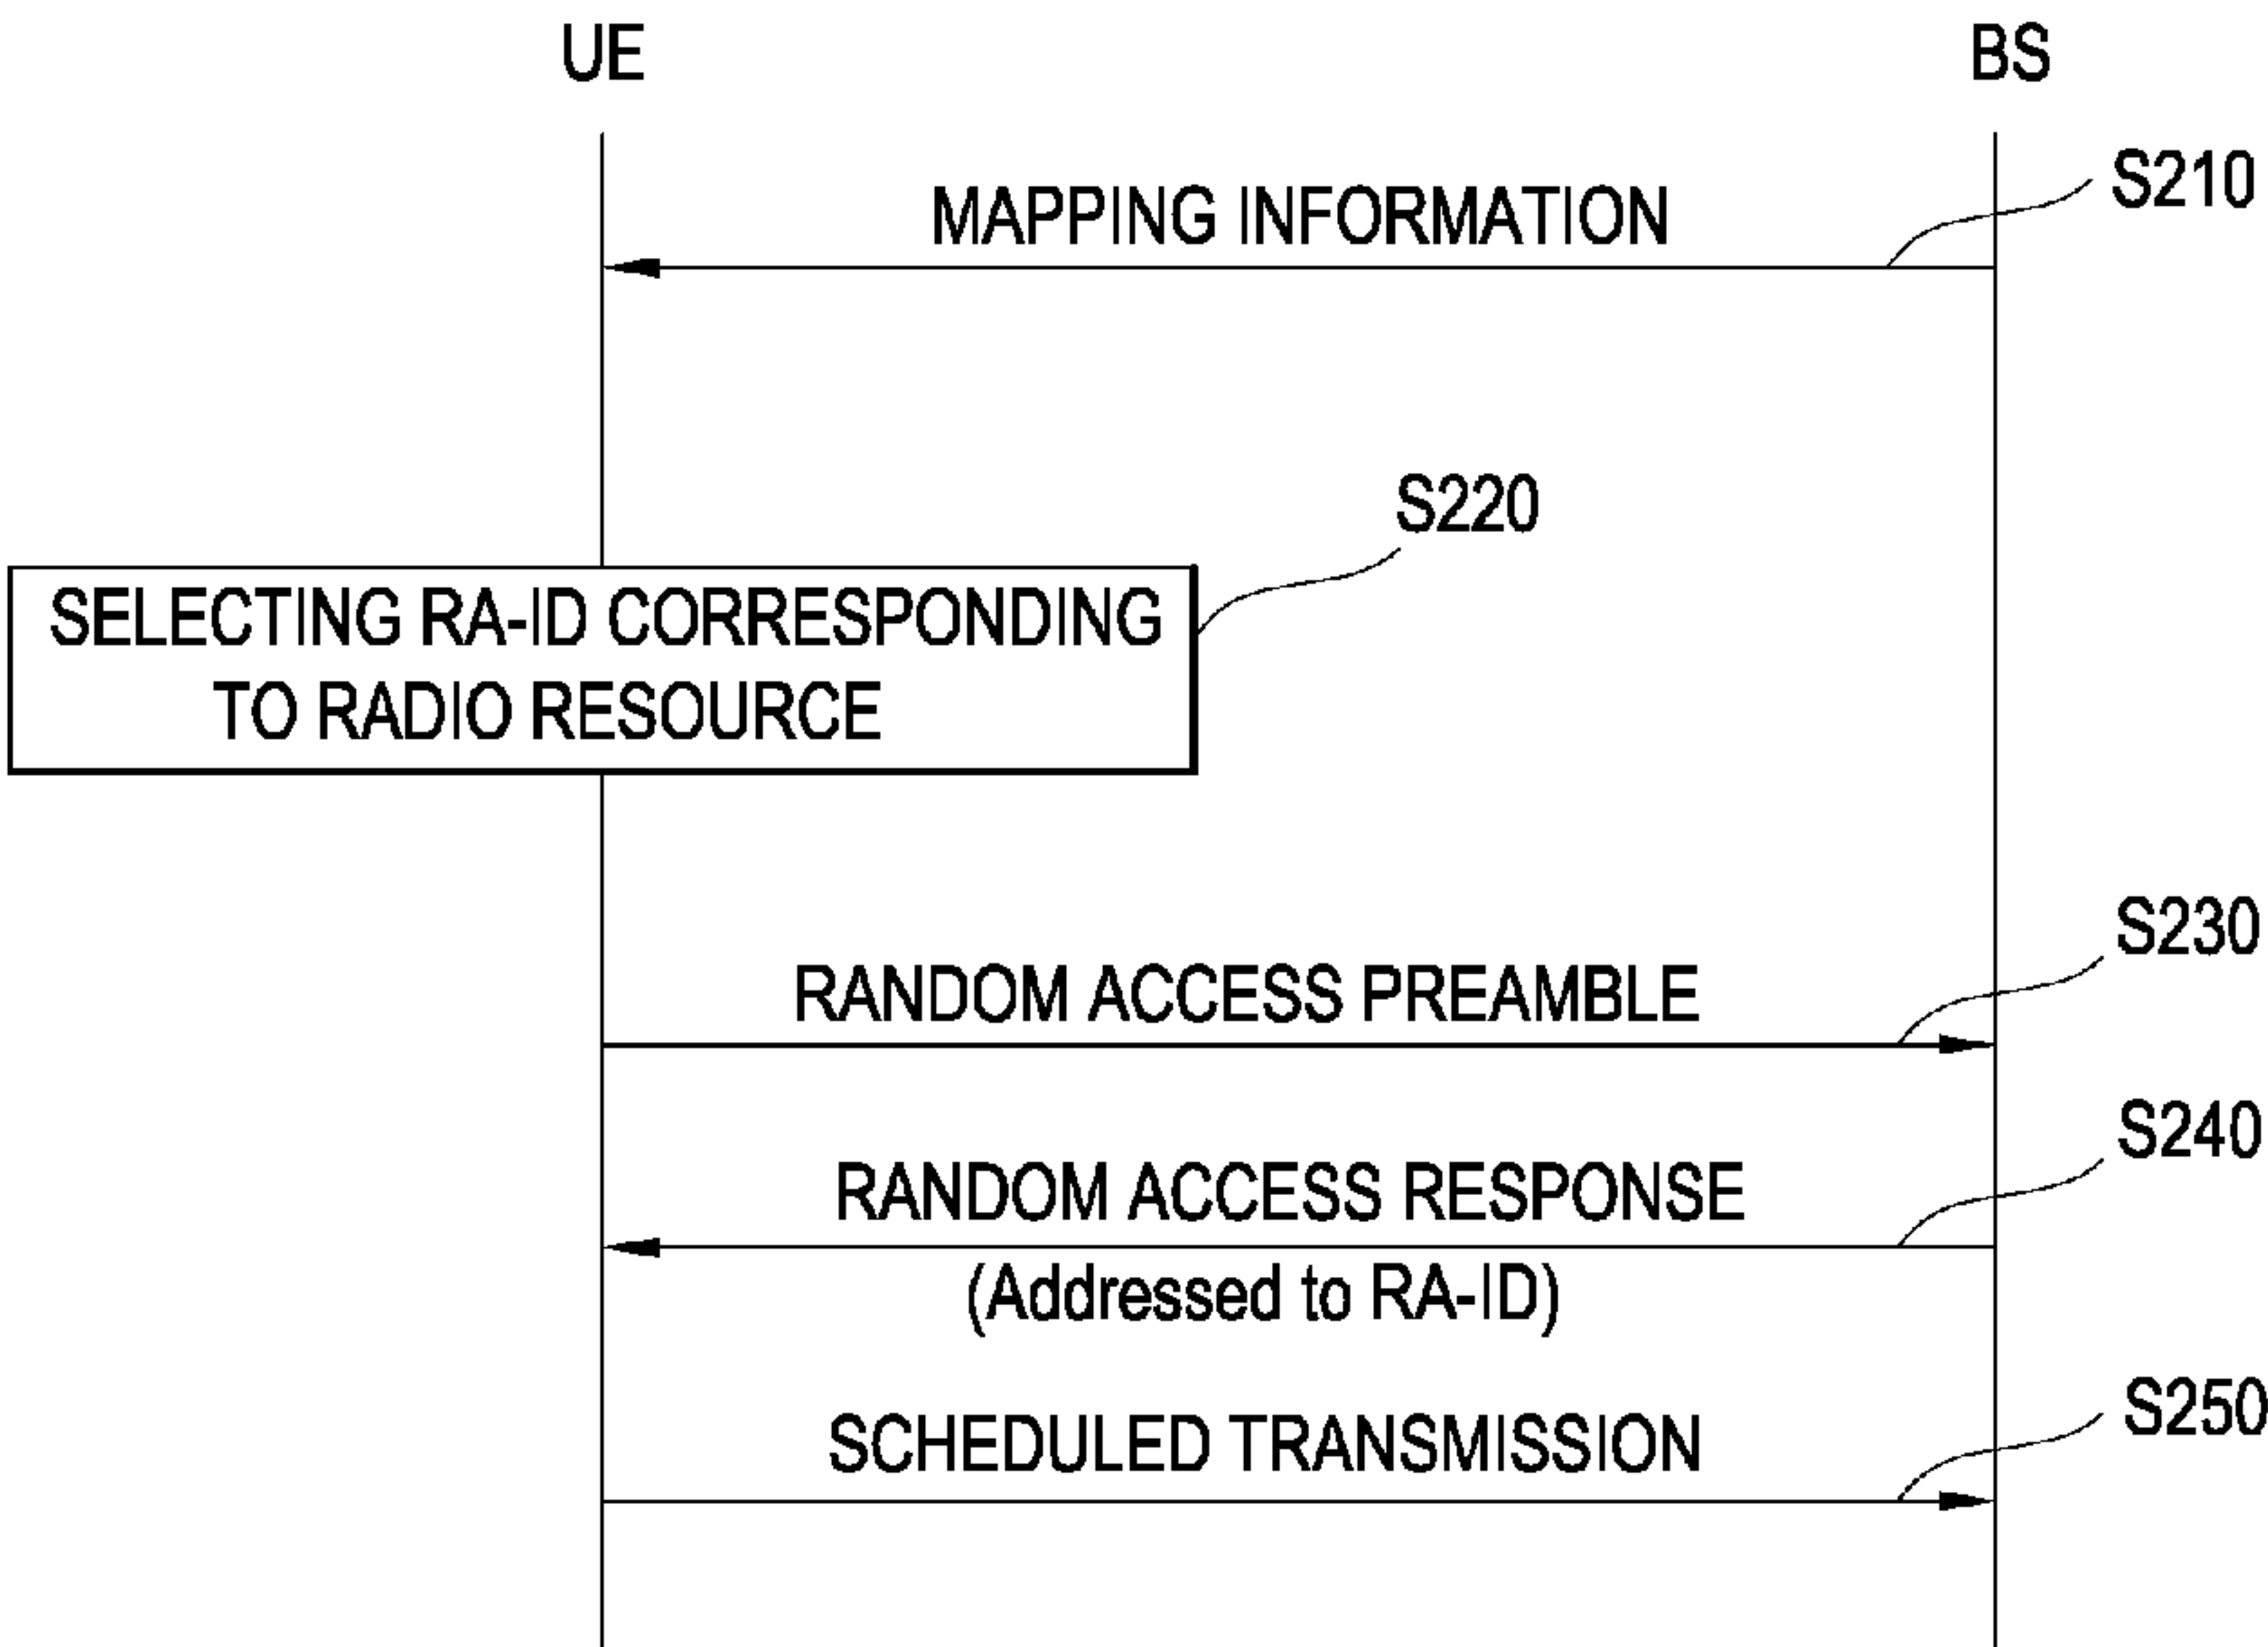 UE
BS
S210
MAPPING INFORMATION
S220
SELECTING RA-ID CORRESPONDING
TO RADIO RESOURCE
S230
RANDOM ACCESS PREAMBLE
S240
RANDOM ACCESS RESPONSE
(Addressed to RA-ID)
S250
SCHEDULED TRANSMISSION